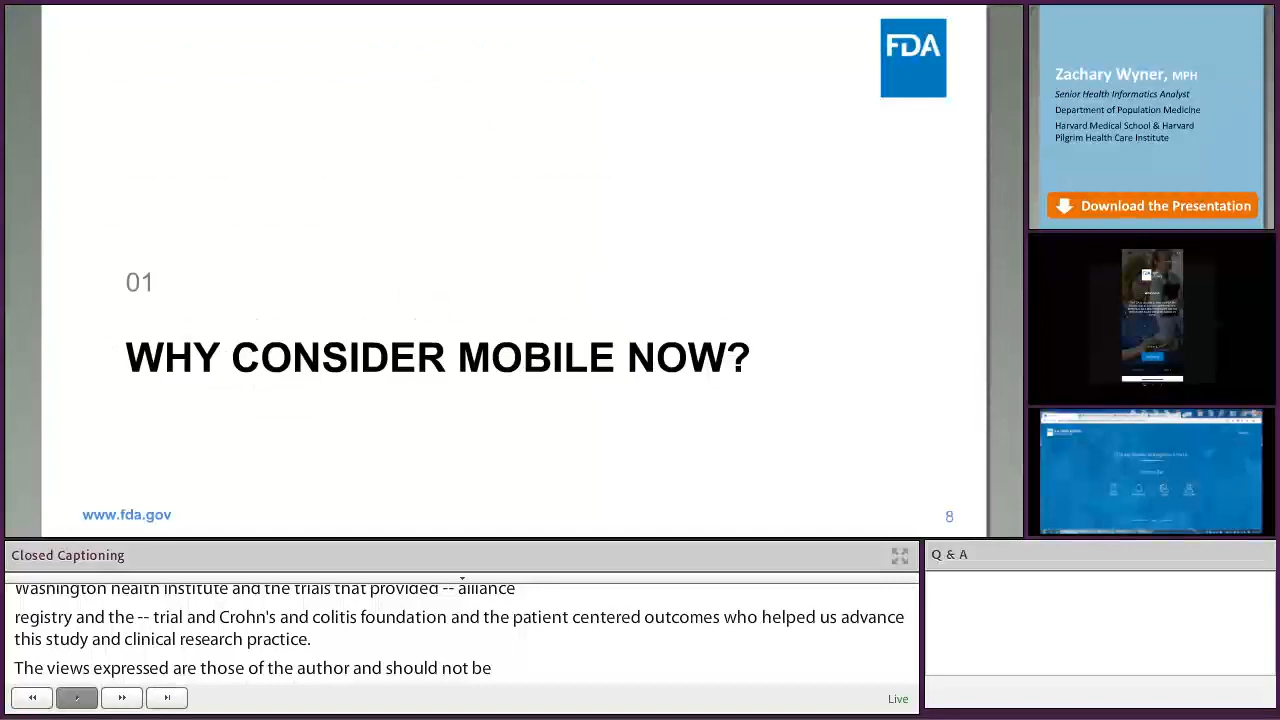 FDA
01
WHY CONSIDER MOBILE NOW?
www.fda.gov
8
Zachary Wyner, MPH
Senior Health Informatics Analyst
Department of Population Medicine
Harvard Medical School & Harvard
Pilgrim Health Care Institute
Download the Presentation
FDA
Closed Captioning
Washington health institute and the trials that provided -- alliance
registry and the -- trial and Crohn's and colitis foundation and the patient centered outcomes who helped us advance
this study and clinical research practice.
The views expressed are those of the author and should not be
Live
Q & A